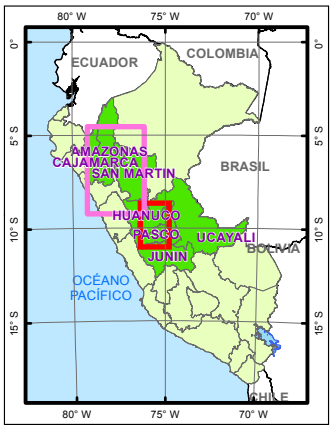 80° W 75° W 70° W
0° 0°
COLOMBIA
ECUADOR
5°S 5°S
AMAZONAS
CAJAMARCA
SAN MARTIN
BRASIL
HUANUCO
PASCO
UCAYALI
10°S 10°S
BOLIVIA
JUNIN
OCÉANO
PACÍFICO
15°S 15°S
CHILE
80° W 75° W 70° W